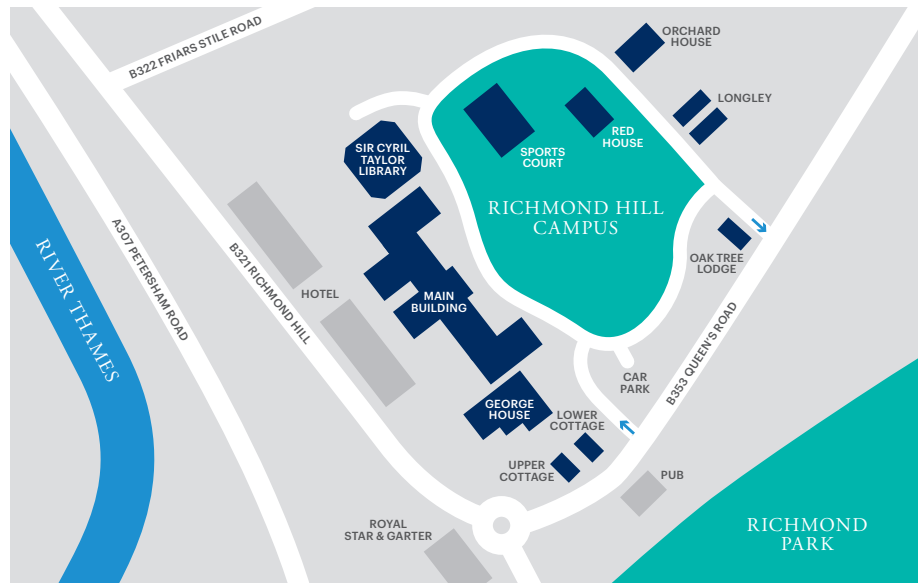 B322 FRIARS STILE ROAD
ORCHARD
HOUSE
LONGLEY
SIR CYRIL
TAYLOR
LIBRARY
SPORTS
COURT
RED
HOUSE
RICHMOND HILL
CAMPUS
OAK TREE
LODGE
A307 PETERSHAM ROAD
RIVER THAMES
B321 RICHMOND HILL
HOTEL
MAIN
BUILDING
B353 QUEEN'S ROAD
CAR
PARK
GEORGE
HOUSE
LOWER
COTTAGE
UPPER
COTTAGE
PUB
ROYAL
STAR & GARTER
RICHMOND
PARK